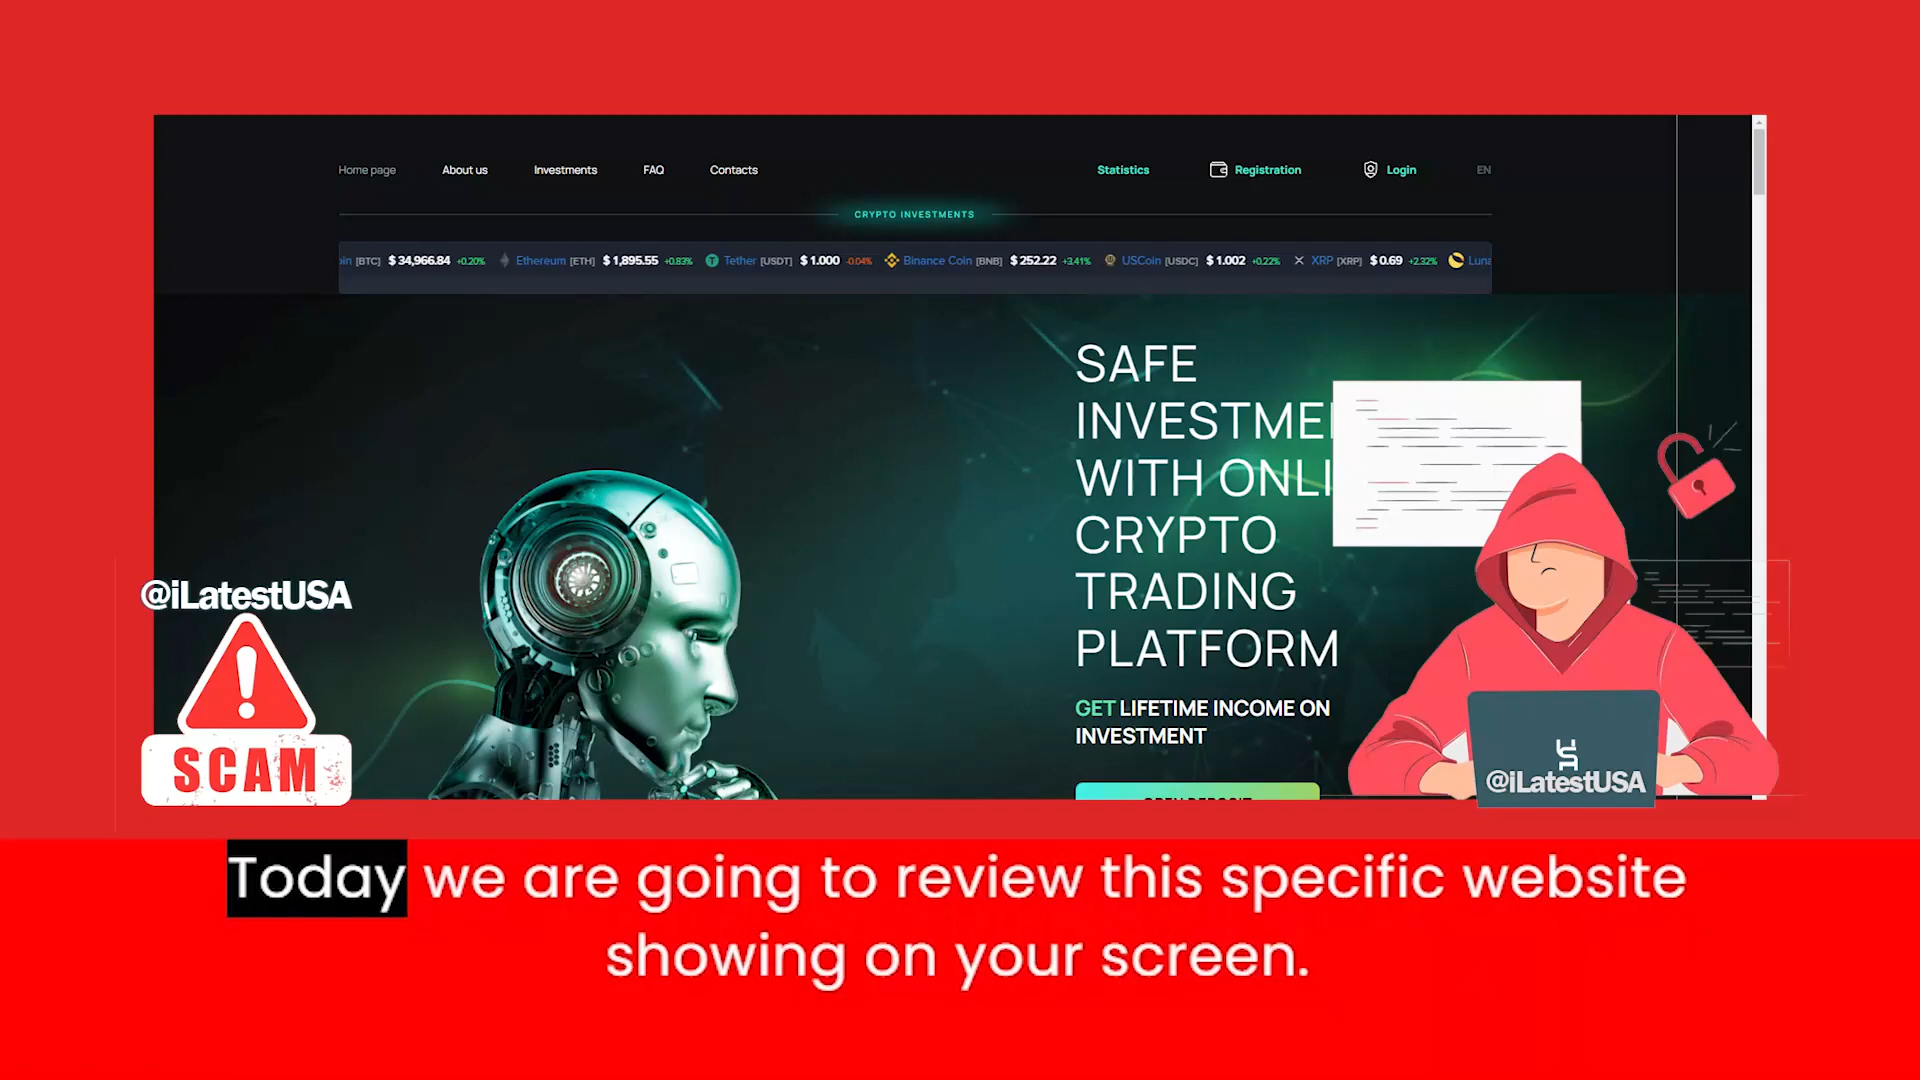 Home page About us Investments FAQ Contacts Statistics Registration Login EN
CRYPTO INVESTMENTS
[BTC] $ 34,966.84 +0.20% Ethereum [ETH] $ 1,895.55 +0.83% Tether [USDT] $ 1.000 -0.04% Binance Coin [BNB] $ 252.22 +3.41% USCoin [USDC] $ 1.002 +0.22% XRP [XRP] $ 0.69 +2.32% Luna
SAFE
INVESTME
WITH ONLI
CRYPTO
TRADING
PLATFORM
GET LIFETIME INCOME ON
INVESTMENT
@iLatestUSA
SCAM
@iLatestUSA
Today we are going to review this specific website
showing on your screen.